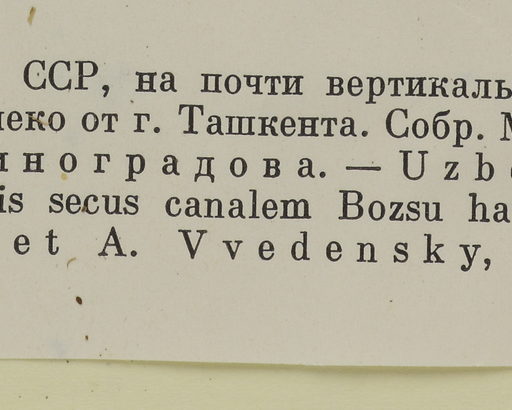 ССР, на почти вертикаль
леко от г. Ташкента. Собр. М
иноградова. — Uzb
is secus canalem Bozsu ha
et A. Vvedensky,